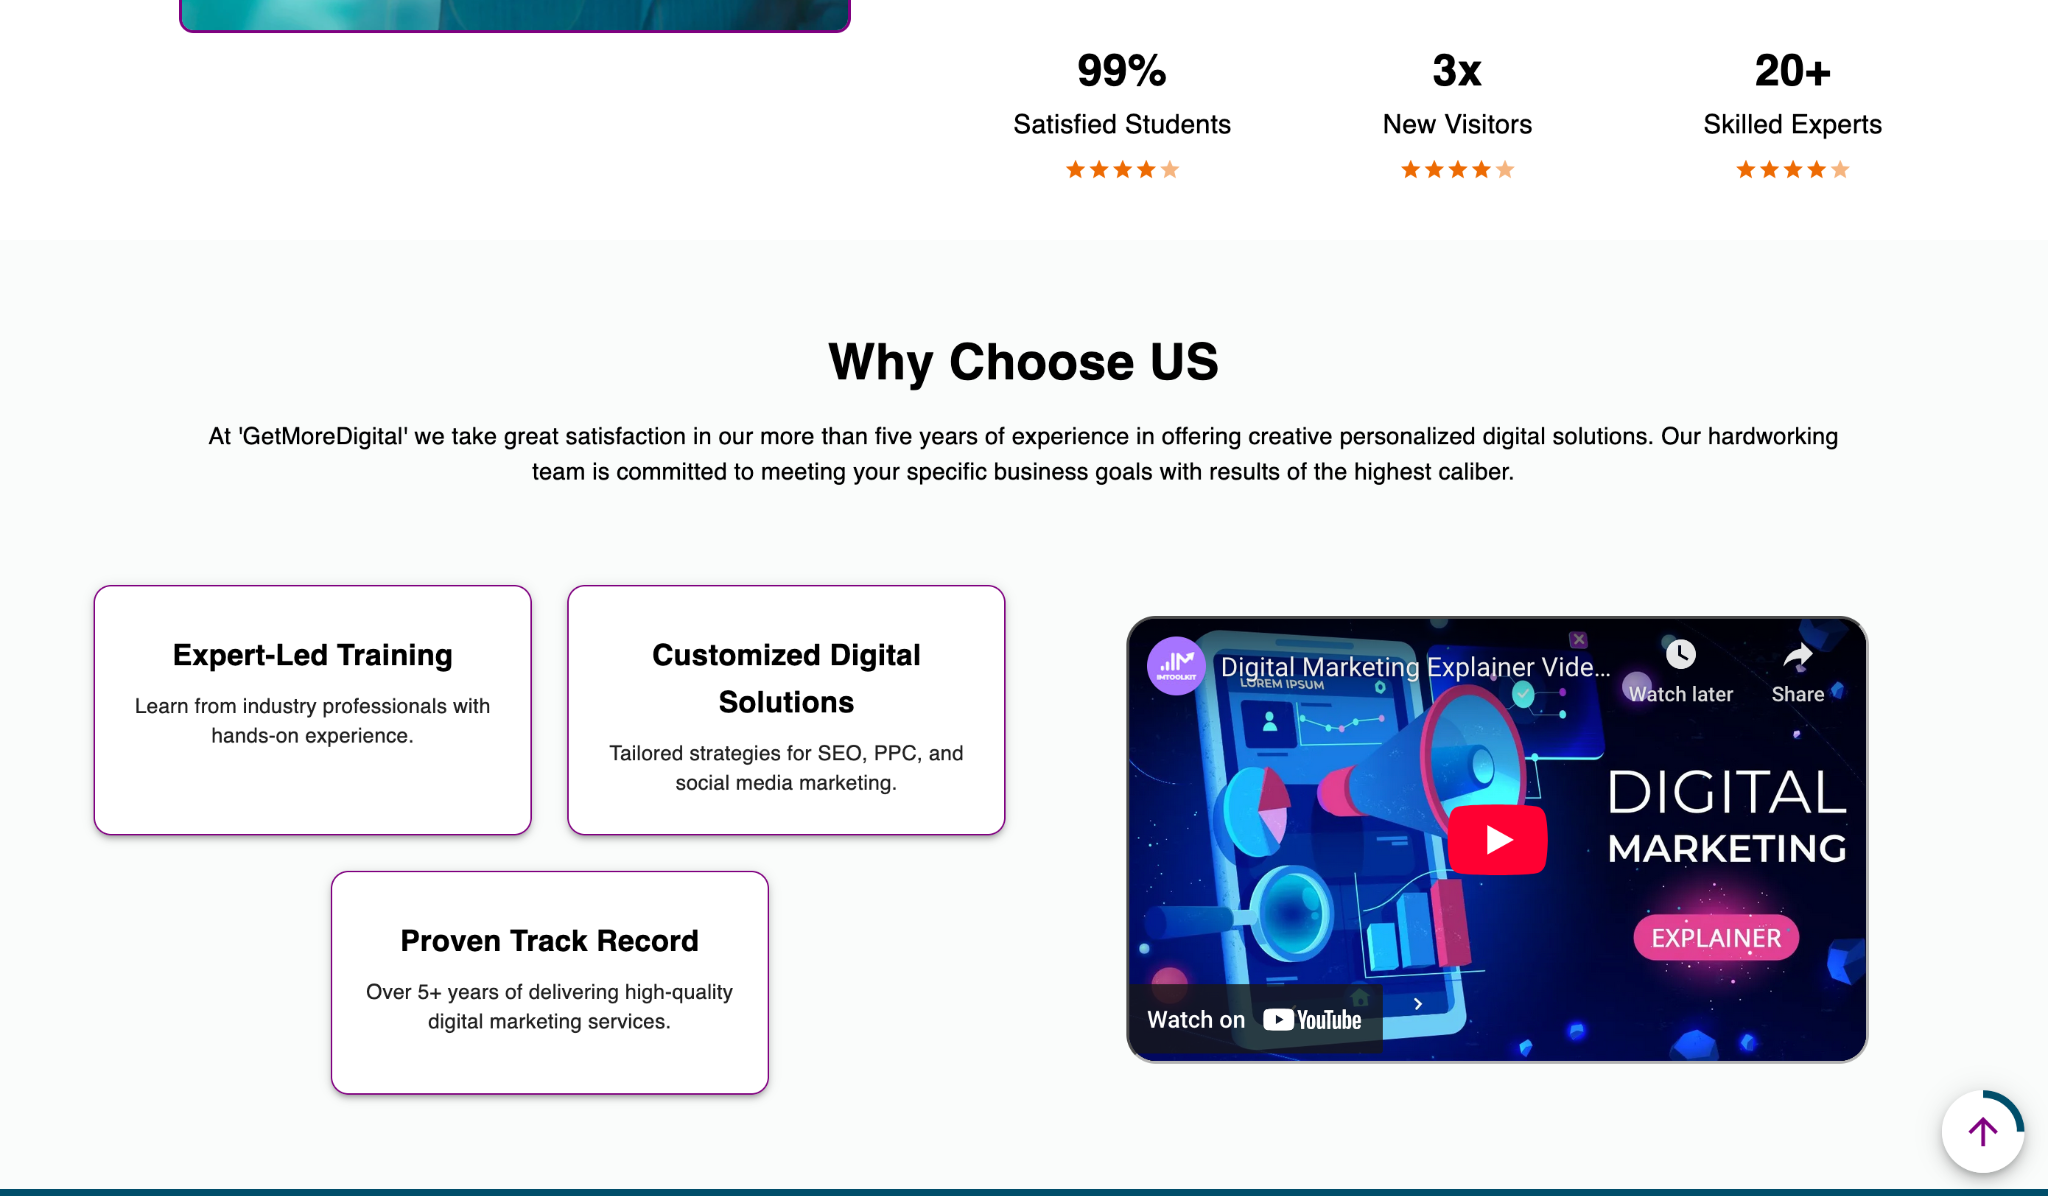 99%
Satisfied Students
3x
New Visitors
20+
Skilled Experts
Why Choose US
At 'GetMoreDigital' we take great satisfaction in our more than five years of experience in offering creative personalized digital solutions. Our hardworking
team is committed to meeting your specific business goals with results of the highest caliber.
Expert-Led Training
Learn from industry professionals with
hands-on experience.
Customized Digital
Solutions
Tailored strategies for SEO, PPC, and
social media marketing.
Proven Track Record
Over 5+ years of delivering high-quality
digital marketing services.
IMTOOLKIT
Digital Marketing Explainer Vide...
Watch later
Share
LOREM IPSUM
DIGITAL
MARKETING
EXPLAINER
Watch on YouTube